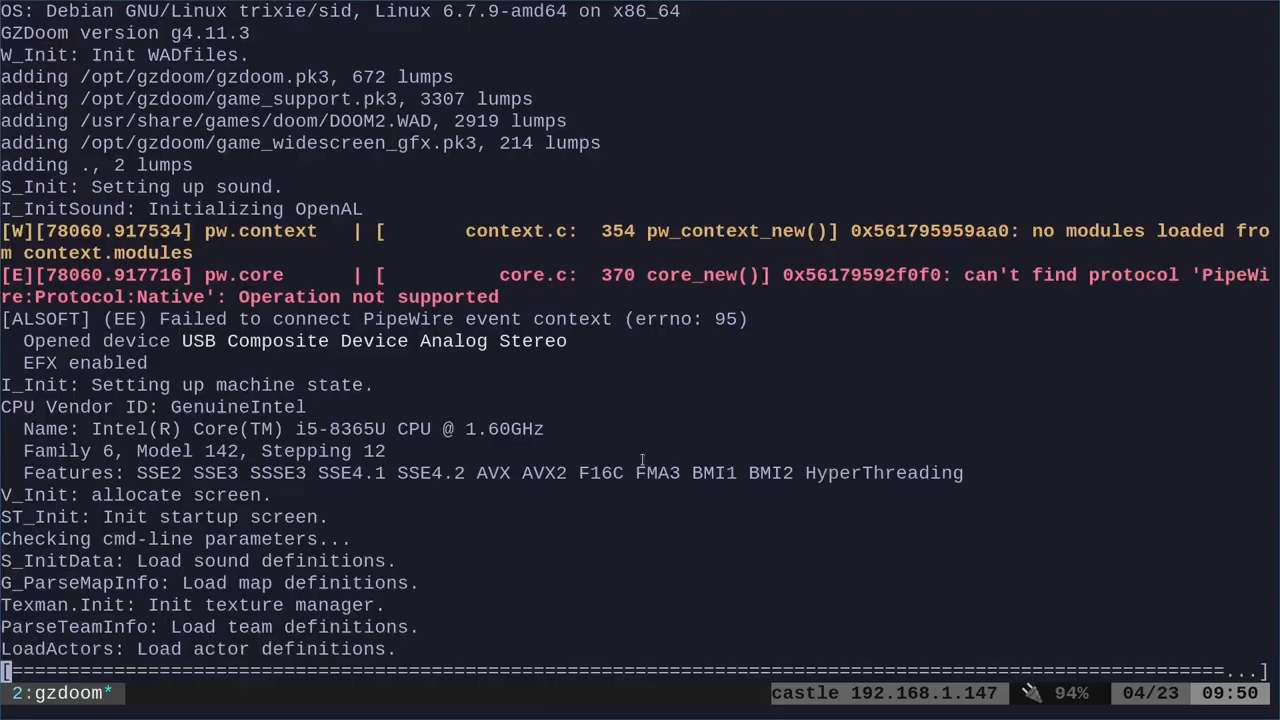 OS: Debian GNU/Linux trixie/sid, Linux 6.7.9-amd64 on x86_64
GZDoom version g4.11.3
W_Init: Init WADfiles.
adding /opt/gzdoom/gzdoom.pk3, 672 lumps
adding /opt/gzdoom/game_support.pk3, 3307 lumps
adding /usr/share/games/doom/DOOM2.WAD, 2919 lumps
adding /opt/gzdoom/game_widescreen_gfx.pk3, 214 lumps
adding ., 2 lumps
S_Init: Setting up sound.
I_InitSound: Initializing OpenAL
[W][78060.917534] pw.context   | [       context.c:  354 pw_context_new()] 0x561795959aa0: no modules loaded fro
m context.modules
[E][78060.917716] pw.core      | [          core.c:  370 core_new()] 0x56179592f0f0: can't find protocol 'PipeWi
re:Protocol:Native': Operation not supported
[ALSOFT] (EE) Failed to connect PipeWire event context (errno: 95)
  Opened device USB Composite Device Analog Stereo
  EFX enabled
I_Init: Setting up machine state.
CPU Vendor ID: GenuineIntel
  Name: Intel(R) Core(TM) i5-8365U CPU @ 1.60GHz
  Family 6, Model 142, Stepping 12
  Features: SSE2 SSE3 SSSE3 SSE4.1 SSE4.2 AVX AVX2 F16C FMA3 BMI1 BMI2 HyperThreading
V_Init: allocate screen.
ST_Init: Init startup screen.
Checking cmd-line parameters...
S_InitData: Load sound definitions.
G_ParseMapInfo: Load map definitions.
Texman.Init: Init texture manager.
ParseTeamInfo: Load team definitions.
LoadActors: Load actor definitions.
[===========================================================================================================...]
2:gzdoom* castle 192.168.1.147 🔌 94% 04/23 09:50